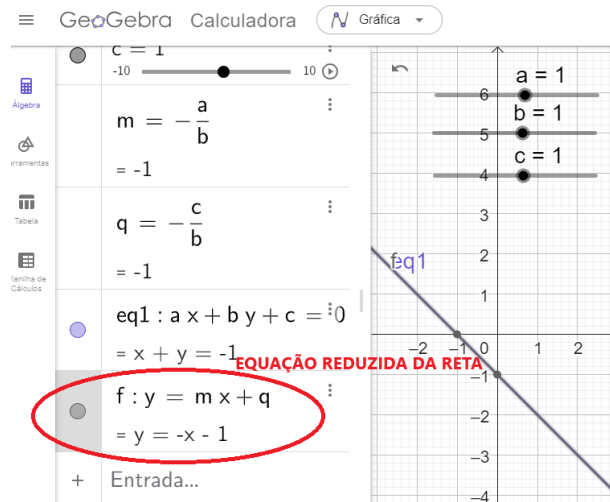 GeoGebra Calculadora Gráfica
c = 1
-10 10
Álgebra
m = - a/b
= -1
erramentas
Tabela
q = - c/b
= -1
lanilha de
Cálculos
eq1 : a x + b y + c = 0
= x + y = -1
EQUAÇÃO REDUZIDA DA RETA
f : y = m x + q
= y = -x - 1
+ Entrada...
a = 1
6
b = 1
5
c = 1
4
3
feq1
2
1
-2 -1 0 1 2
-1
-2
-3
-4